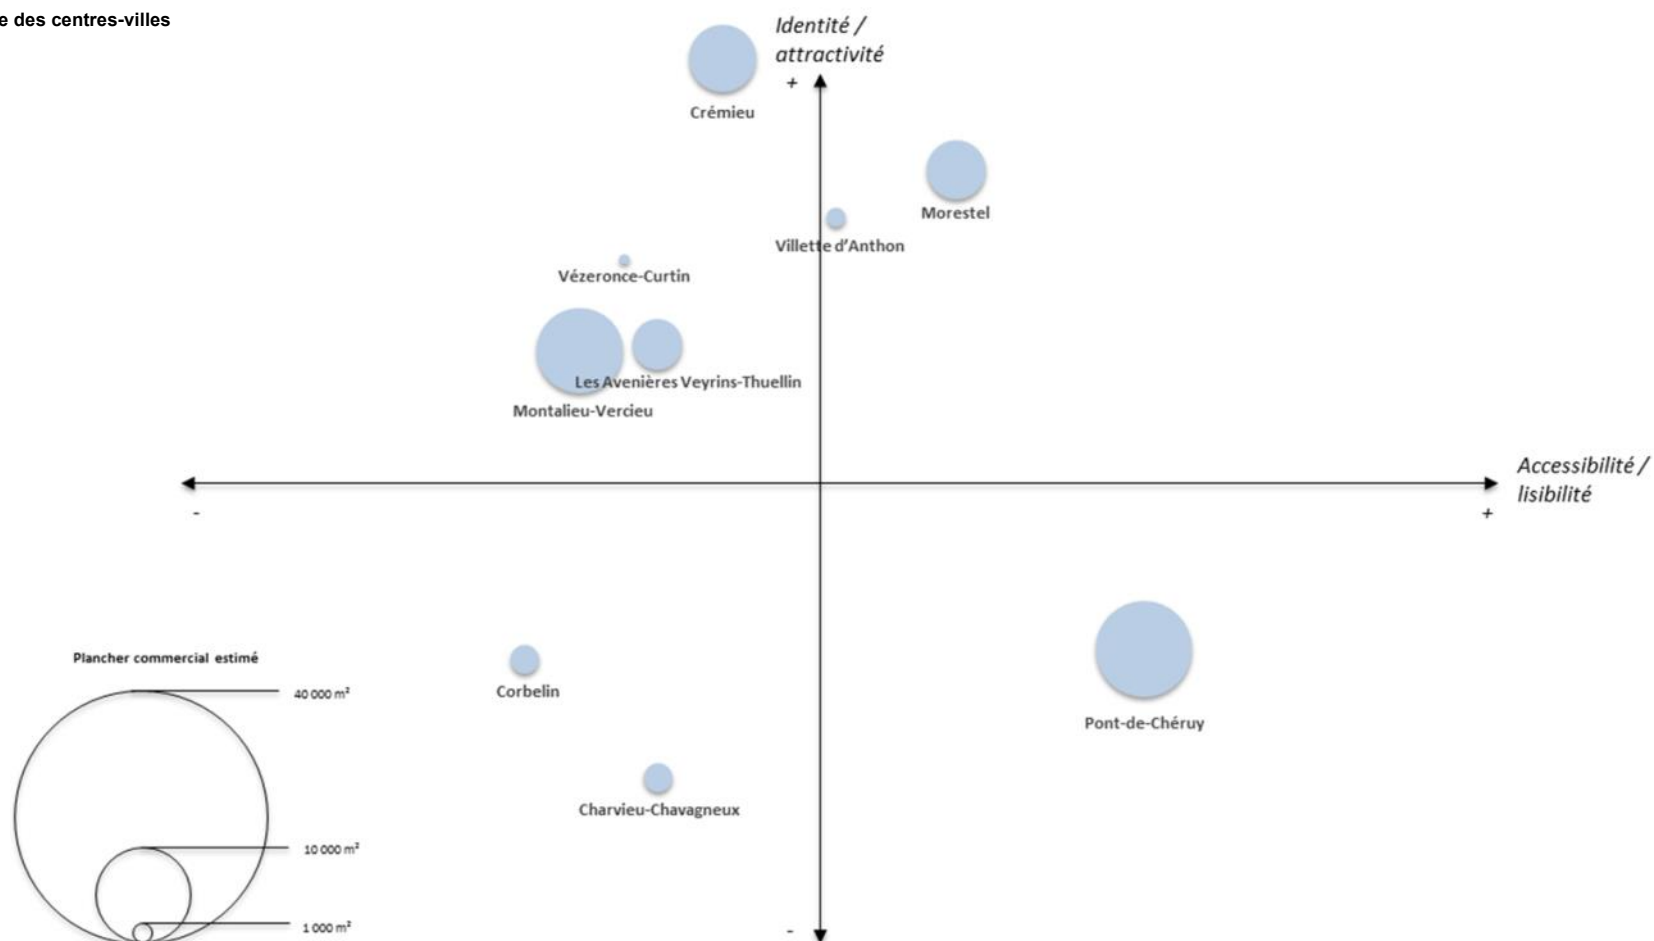 e des centres-villes
Identité /
attractivité
+
Crémieu
Morestel
Villette d’Anthon
Vézeronce-Curtin
Les Avenières Veyrins-Thuellin
Montalieu-Vercieu
Accessibilité /
lisibilité
-
+
Plancher commercial estimé
40 000 m²
Corbelin
Pont-de-Chéruy
Charvieu-Chavagneux
10 000 m²
1 000 m²
-